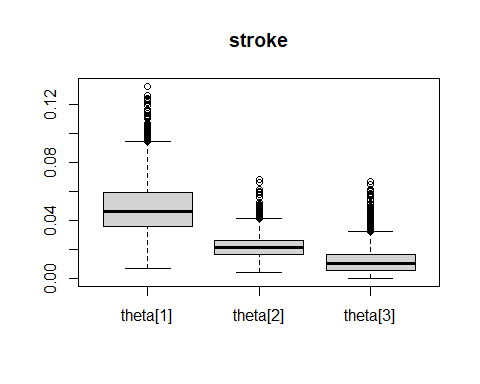 stroke
0.12
0.08
0.04
0.00
theta[1] theta[2] theta[3]